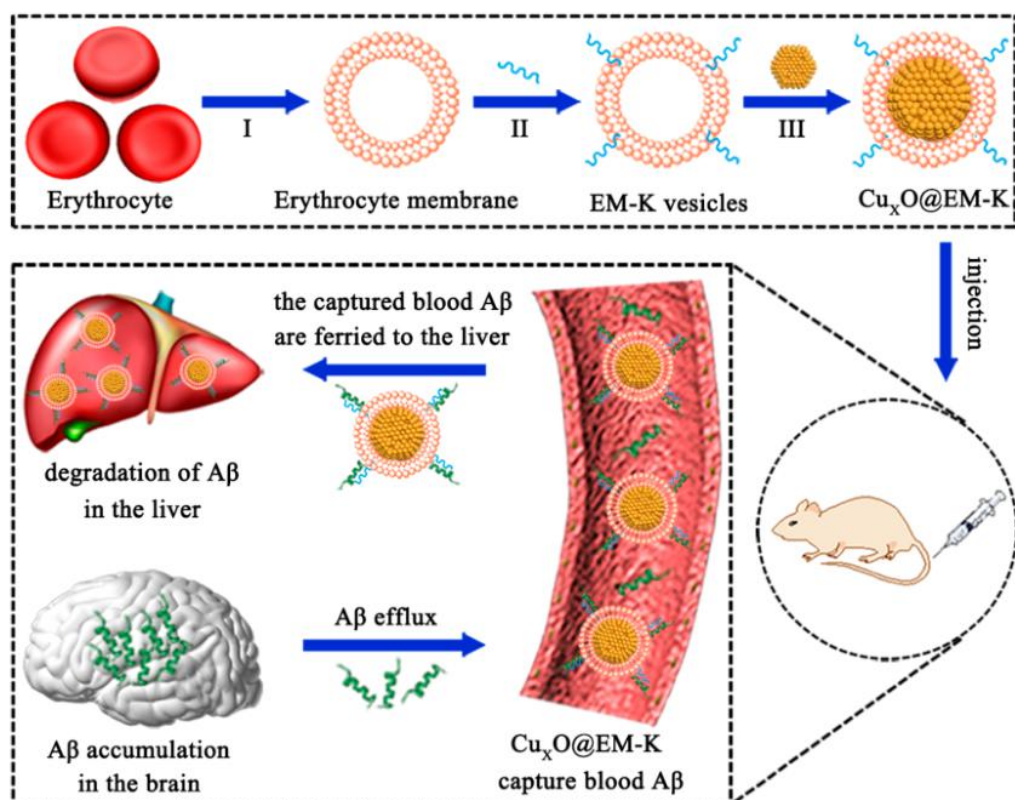 I
II
III
Erythrocyte
Erythrocyte membrane
EM-K vesicles
CuXO@EM-K
injection
the captured blood Aβ
are ferried to the liver
degradation of Aβ
in the liver
Aβ efflux
Aβ accumulation
in the brain
CuXO@EM-K
capture blood Aβ